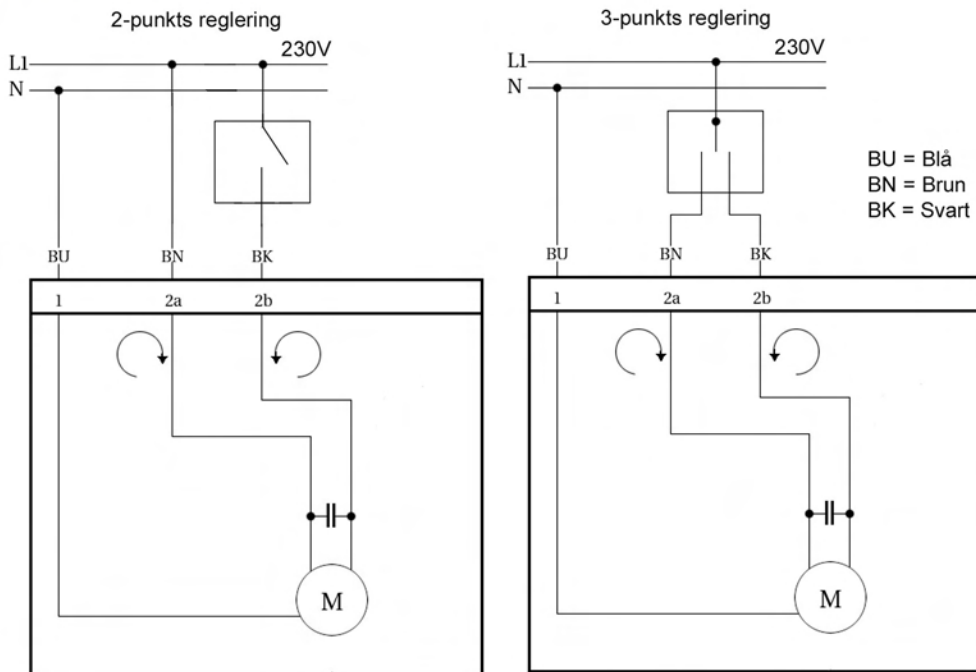 2-punkts reglering
230V
L1
N
BU
BN
BK
1
2a
2b
M
3-punkts reglering
230V
L1
N
BU = Blå
BN = Brun
BK = Svart
BU
BN
BK
1
2a
2b
M